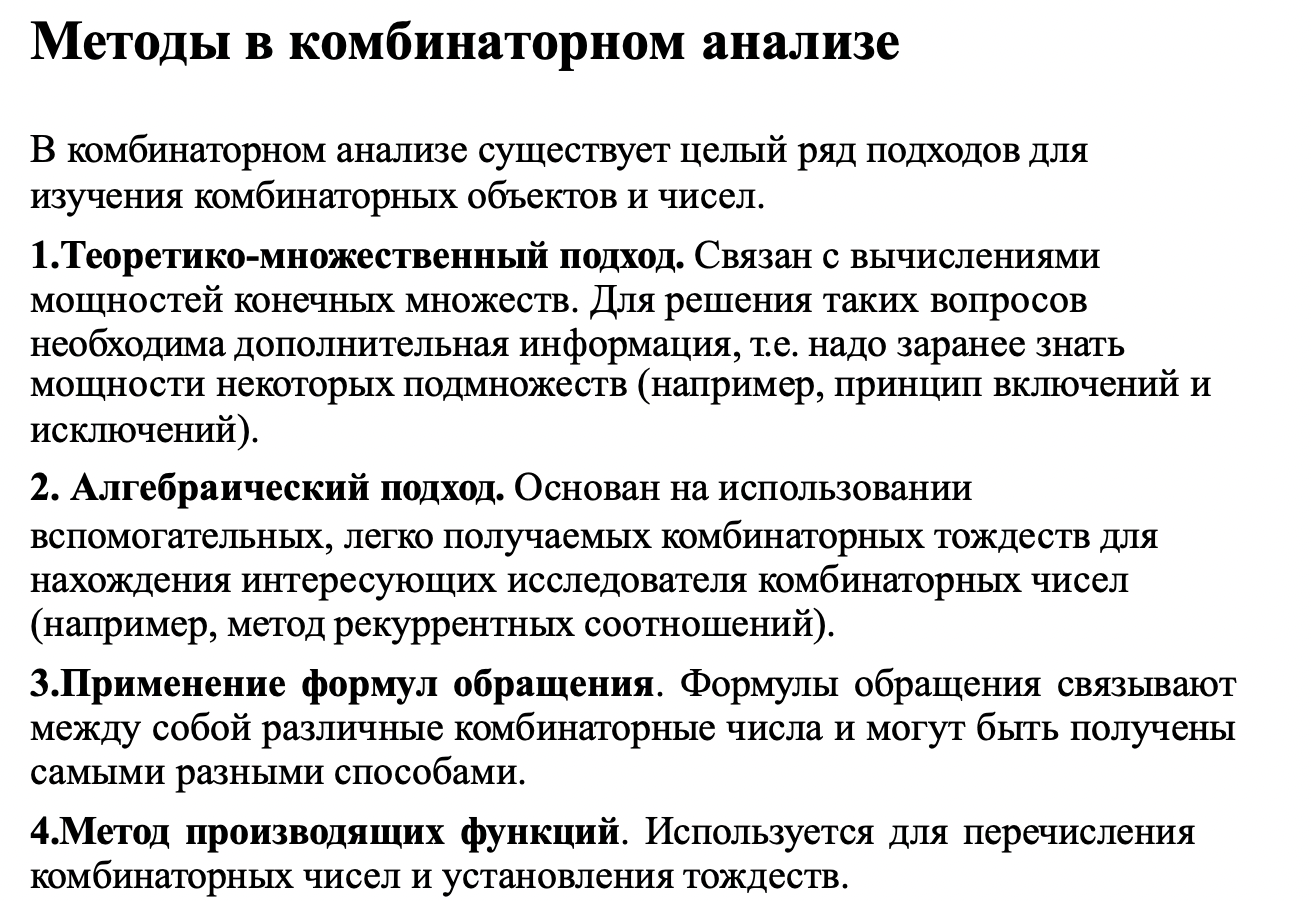 Методы в комбинаторном анализе
В комбинаторном анализе существует целый ряд подходов для
изучения комбинаторных объектов и чисел.
1.Теоретико-множественный подход. Связан с вычислениями
мощностей конечных множеств. Для решения таких вопросов
необходима дополнительная информация, т.е. надо заранее знать
мощности некоторых подмножеств (например, принцип включений и
исключений).
2. Алгебраический подход. Основан на использовании
вспомогательных, легко получаемых комбинаторных тождеств для
нахождения интересующих исследователя комбинаторных чисел
(например, метод рекуррентных соотношений).
3.Применение формул обращения. Формулы обращения связывают
между собой различные комбинаторные числа и могут быть получены
самыми разными способами.
4.Метод производящих функций. Используется для перечисления
комбинаторных чисел и установления тождеств.